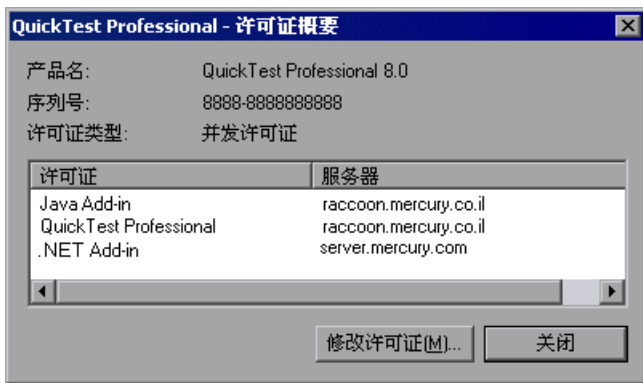 QuickTest Professional - 许可证概要
产品名: QuickTest Professional 8.0
序列号: 8888-8888888888
许可证类型: 并发许可证
许可证 服务器
Java Add-in raccoon.mercury.co.il
QuickTest Professional raccoon.mercury.co.il
.NET Add-in server.mercury.com
修改许可证(M)... 关闭